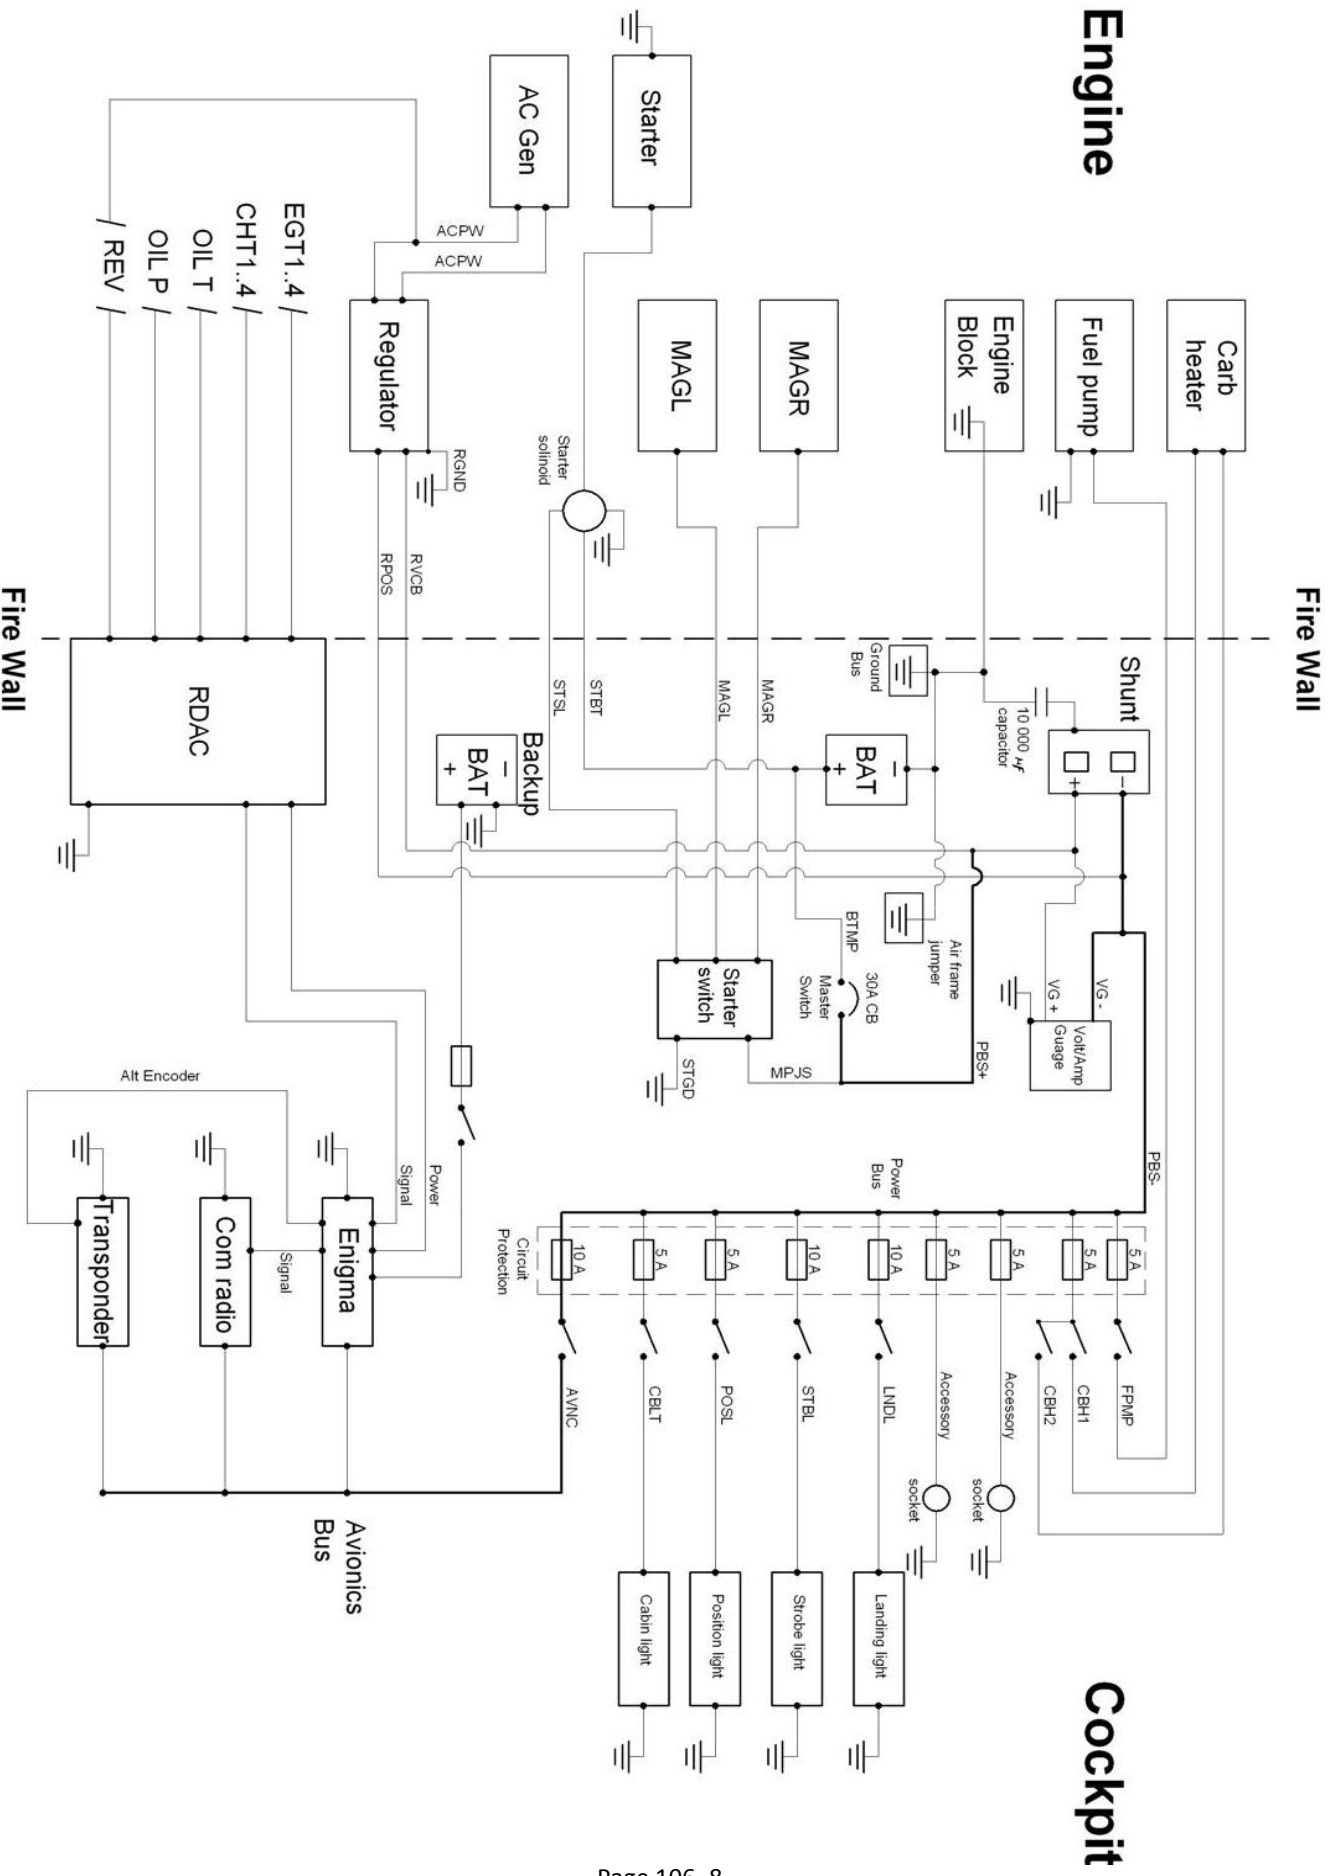 Engine
Fire Wall
Cockpit
Carb
heater
Fuel pump
Engine
Block
MAGR
MAGL
Starter
AC Gen
ACPW
ACPW
Regulator
RGND
Starter
solinoid
EGT1..4
CHT1..4
OIL T
OIL P
REV
RPOS
RVCB
Fire Wall
Shunt
-
+
10 000 µF
capacitor
Ground
Bus
BAT
-
+
MAGR
MAGL
STBT
STSL
Backup
BAT
-
+
RDAC
Air frame
jumper
BTMP
30A CB
Master
Switch
Starter
switch
STGD
MPJS
PBS+
VG -
VG +
Volt/Amp
Guage
PBS-
Power
Bus
Circuit
Protection
5 A
5 A
5 A
5 A
10 A
10 A
5 A
5 A
10 A
FPMP
CBH1
CBH2
Accessory
Accessory
LNDL
STBL
POSL
CBLT
AVNC
socket
socket
Landing light
Strobe light
Position light
Cabin light
Alt Encoder
Power
Signal
Signal
Enigma
Com radio
Transponder
Avionics
Bus
Page 106- 8